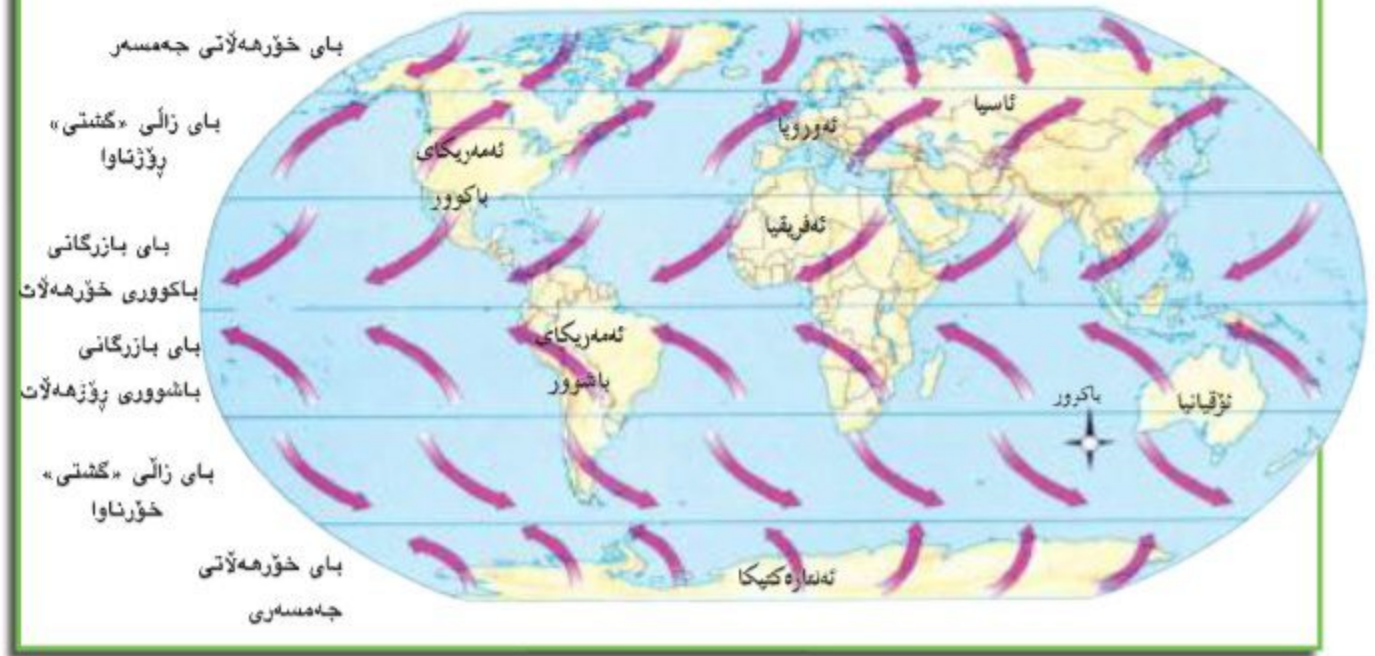 بای خۆرهەڵاتی جەمسەر
بای زاڵی «گشتی»
ڕۆژئاوا
بای بازرگانی
باکووری خۆرهەڵات
بای بازرگانی
باشووری ڕۆژهەڵات
بای زاڵی «گشتی»
خۆرئاوا
بای خۆرهەڵاتی
جەمسەری
ئاسیا
ئەوروپا
ئەمەریکای
باکوور
ئەفریقیا
ئەمەریکای
باشوور
باکوور
ئۆقیانیا
ئەنتارەکتیکا